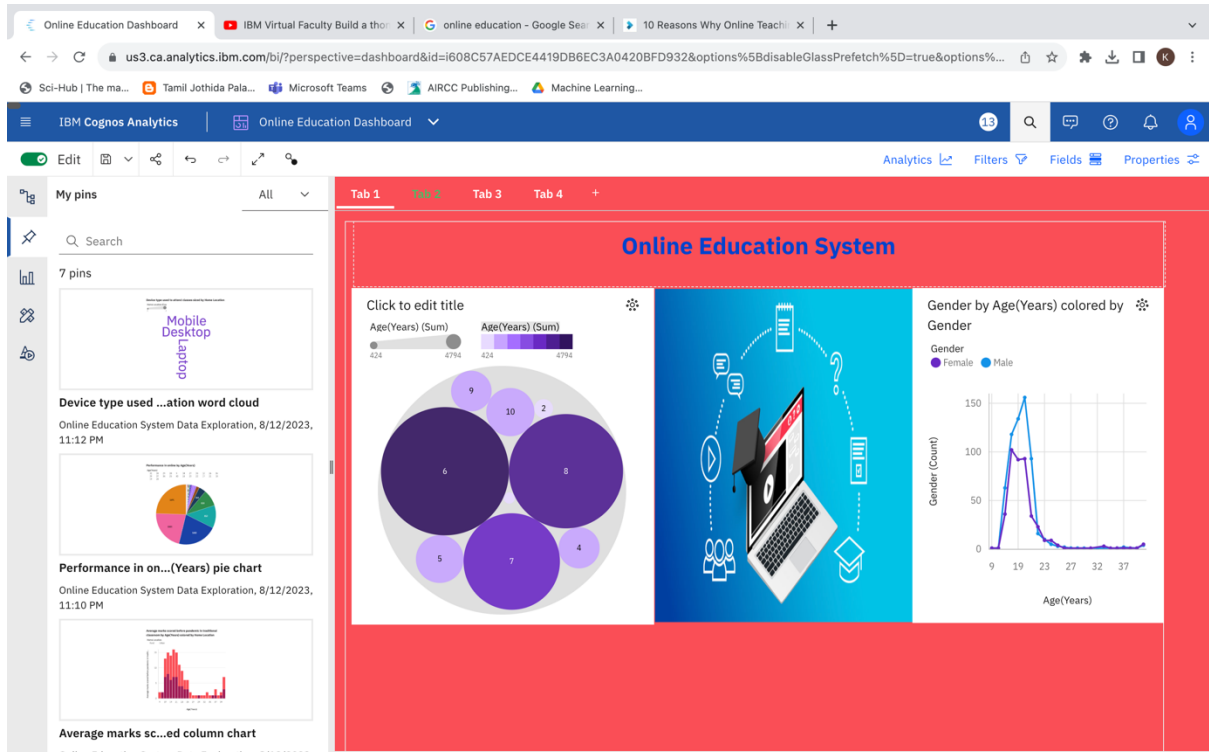 Online Education Dashboard
IBM Virtual Faculty Build a thon
online education - Google Sear
10 Reasons Why Online Teachi
us3.ca.analytics.ibm.com/bi/?perspective=dashboard&id=i608C57AEDCE4419DB6EC3A0420BFD932&options%5BdisableGlassPrefetch%5D=true&options%...
K
Sci-Hub | The ma...
Tamil Jothida Pala...
Microsoft Teams
AIRCC Publishing...
Machine Learning...
IBM Cognos Analytics
Online Education Dashboard
13
Edit
Analytics
Filters
Fields
Properties
My pins
All
Search
7 pins
Mobile
Desktop
Laptop
Device type used ...ation word cloud
Online Education System Data Exploration, 8/12/2023,
11:12 PM
Performance in on...(Years) pie chart
Online Education System Data Exploration, 8/12/2023,
11:10 PM
Average marks sc...ed column chart
Tab 1
Tab 2
Tab 3
Tab 4
Online Education System
Click to edit title
Age(Years) (Sum)
424
4794
Age(Years) (Sum)
424
4794
9
10
2
6
8
5
7
4
Gender by Age(Years) colored by
Gender
Gender
Female
Male
150
100
50
0
Gender (Count)
9 19 23 27 32 37
Age(Years)